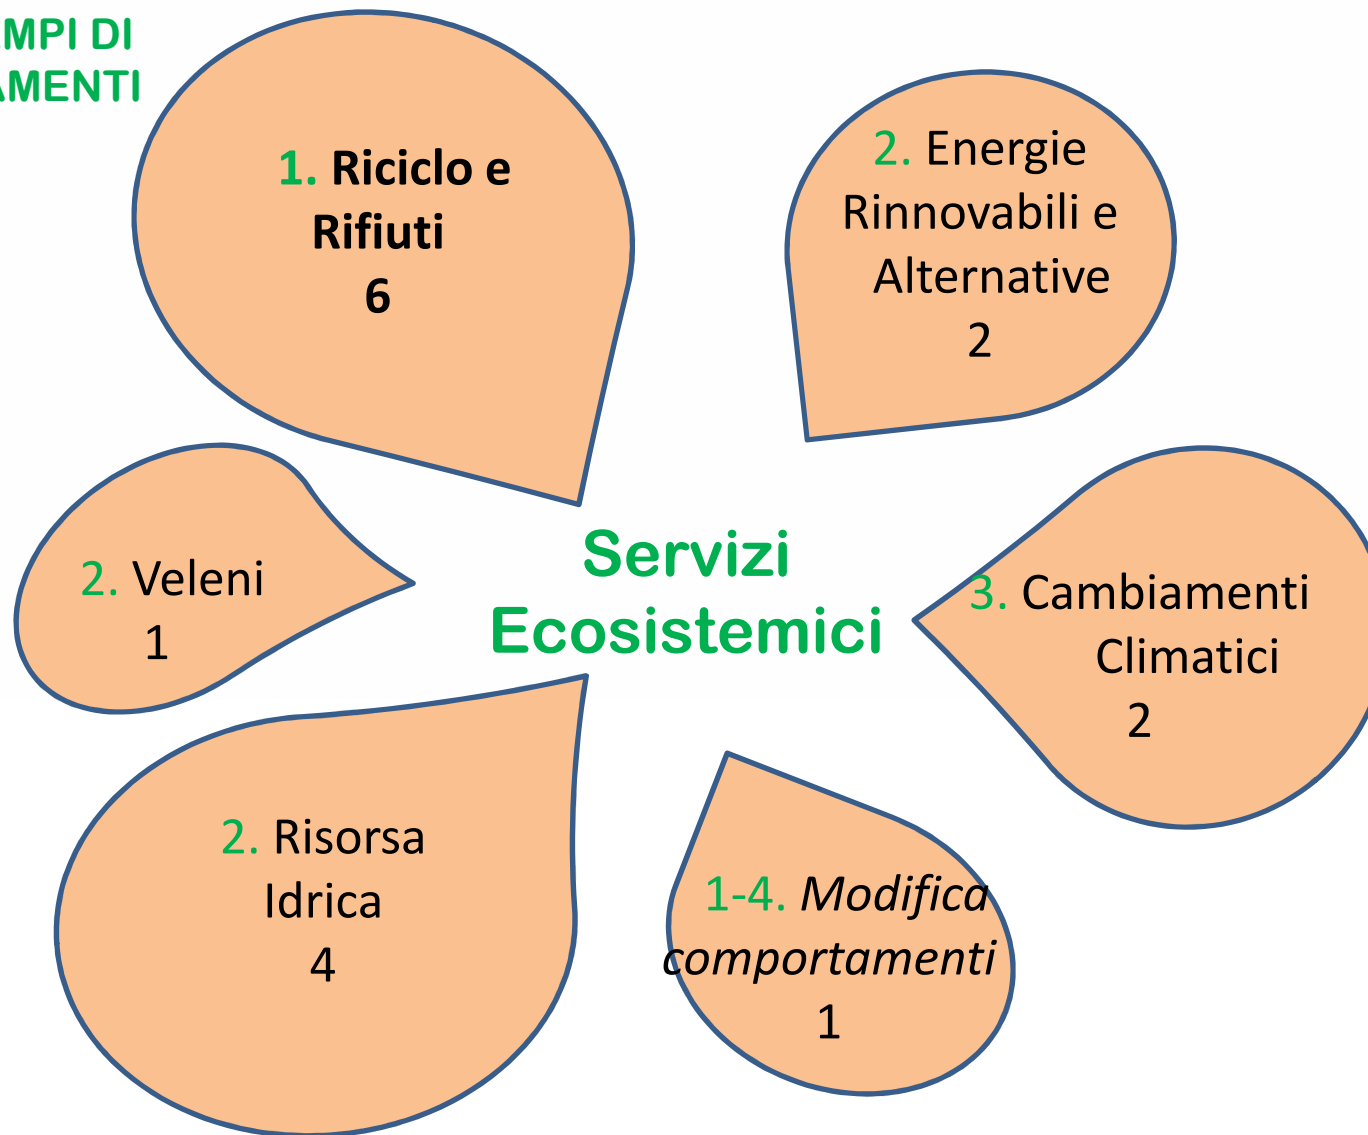 MPI DI
AMENTI
1. Riciclo e
Rifiuti
6
2. Energie
Rinnovabili e
Alternative
2
Servizi
Ecosistemici
2. Veleni
1
3. Cambiamenti
Climatici
2
2. Risorsa
Idrica
4
1-4. Modifica
comportamenti
1